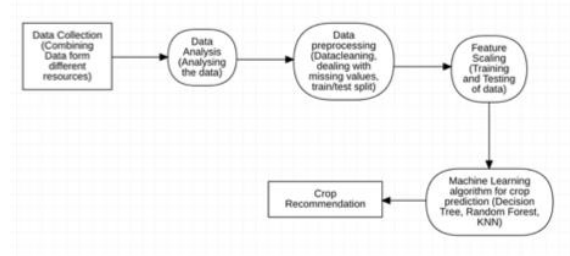 Data Collection
(Combining
Data form
different
resources)
Data
Analysis
(Analysing
the data)
Data
preprocessing
(Datacleaning,
dealing with
missing values,
train/test split)
Feature
Scaling
(Training
and Testing
of data)
Machine Learning
algorithm for crop
prediction (Decision
Tree, Random Forest,
KNN)
Crop
Recommendation